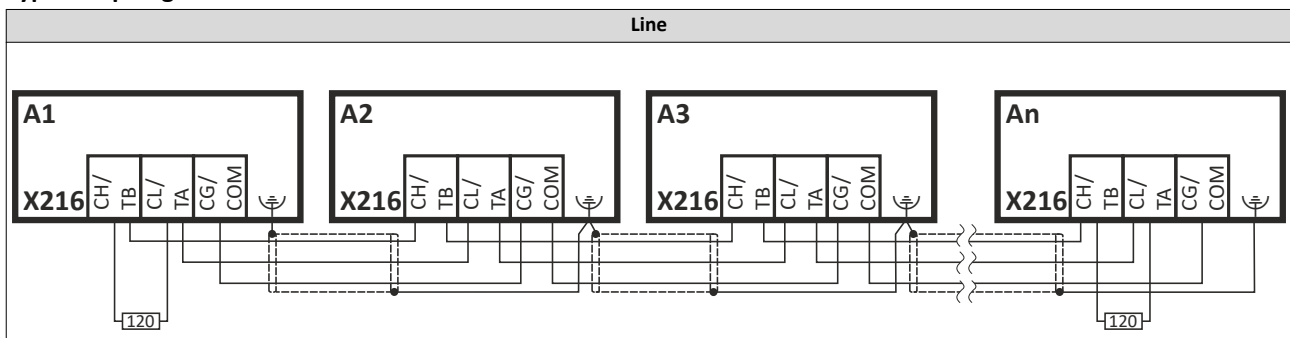 Line
A1
X216
CH/
TB
CL/
TA
CG/
COM
120
A2
X216
CH/
TB
CL/
TA
CG/
COM
A3
X216
CH/
TB
CL/
TA
CG/
COM
An
X216
CH/
TB
CL/
TA
CG/
COM
120